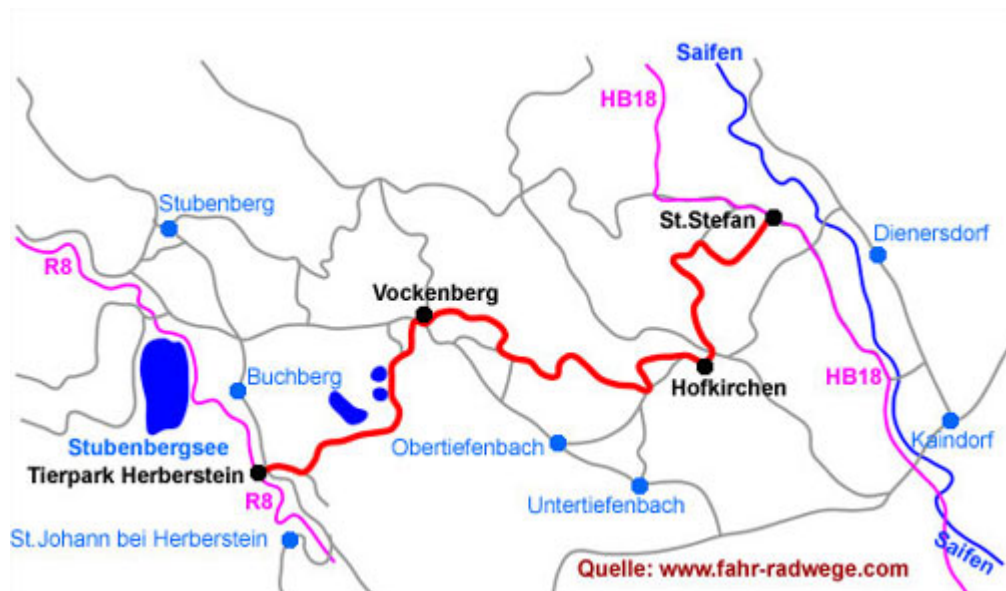 Saifen
HB18
Stubenberg
St.Stefan
Dienersdorf
R8
Vockenberg
Buchberg
Hofkirchen
HB18
Stubenbergsee
Obertiefenbach
Kaindorf
Tierpark Herberstein
R8
Untertiefenbach
St.Johann bei Herberstein
Saifen
Quelle: www.fahr-radwege.com